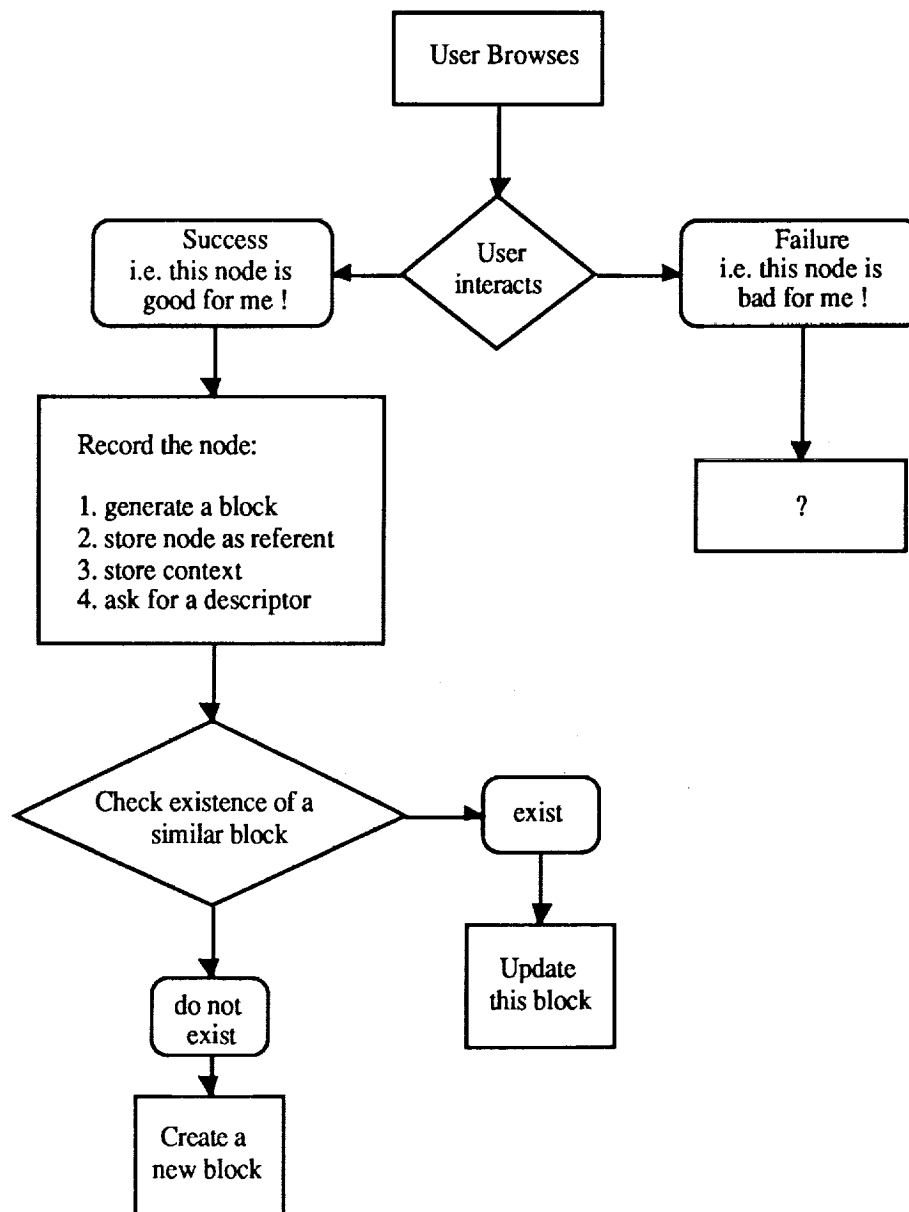 User Browses
User
interacts
Success
i.e. this node is
good for me !
Failure
i.e. this node is
bad for me !
Record the node:
1. generate a block
2. store node as referent
3. store context
4. ask for a descriptor
?
Check existence of a
similar block
exist
Update
this block
do not
exist
Create a
new block